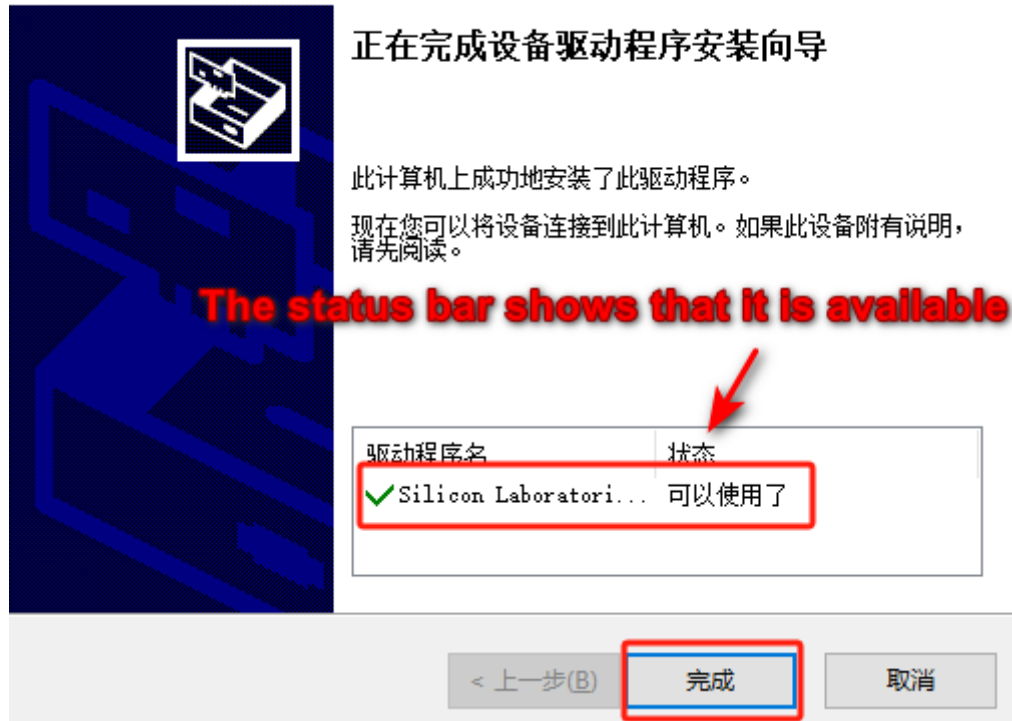 正在完成设备驱动程序安装向导
此计算机上成功地安装了此驱动程序。
现在您可以将设备连接到此计算机。如果此设备附有说明，
请先阅读。
The status bar shows that it is available
驱动程序名 状态
Silicon Laboratori... 可以使用了
< 上一步(B) 完成 取消